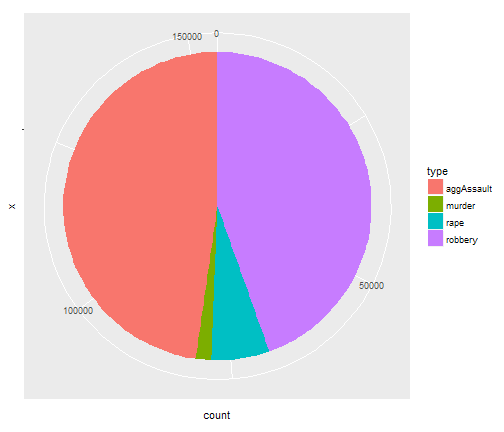 150000
0
50000
100000
x
count
type
aggAssault
murder
rape
robbery